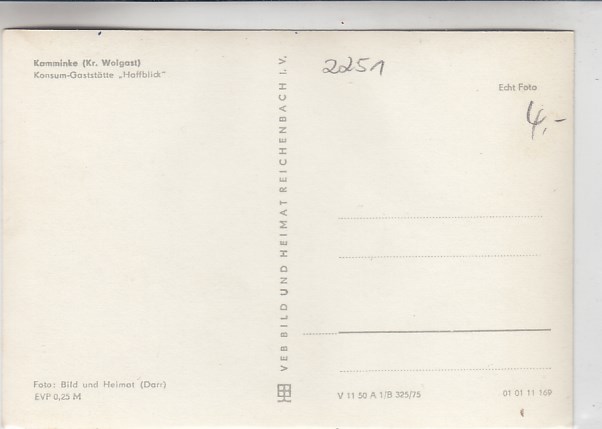 Kamminke (Kr. Wolgast)
Konsum-Gaststätte „Haffblick"
VEB BILD UND HEIMAT REICHENBACH I. V.
2251
Echt Foto
4,-
Foto: Bild und Heimat (Darr)
EVP 0,25 M
V 11 50 A 1/B 325/75
01 01 11 169